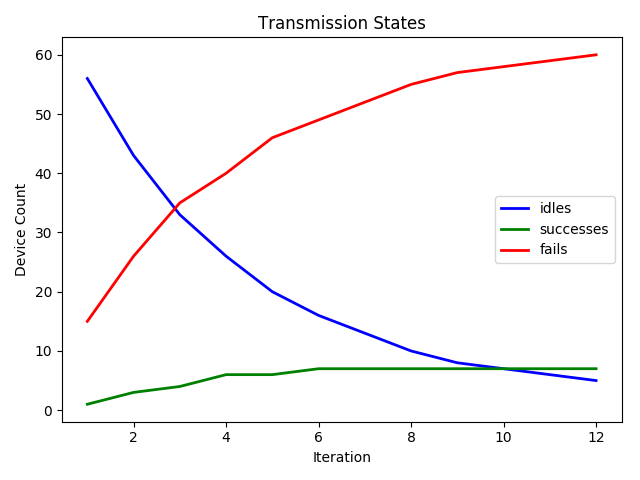 Transmission States
60
50
40
30
20
10
0
Device Count
idles
successes
fails
2 4 6 8 10 12
Iteration